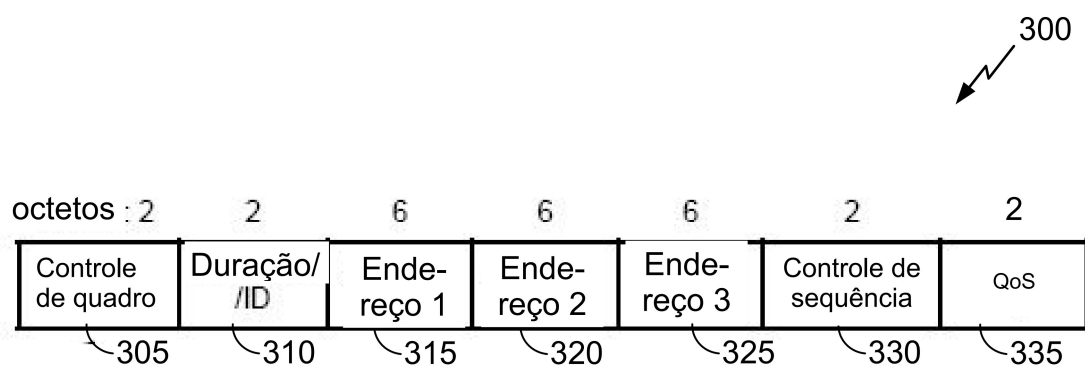 300
octetos : 2 2 6 6 6 2 2
Controle de quadro
Duração/ /ID
Ende- reço 1
Ende- reço 2
Ende- reço 3
Controle de sequência
QoS
305 310 315 320 325 330 335